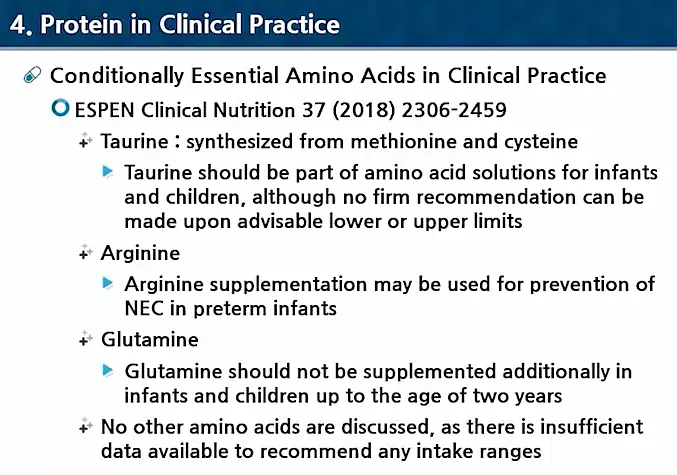 4. Protein in Clinical Practice
Conditionally Essential Amino Acids in Clinical Practice
ESPEN Clinical Nutrition 37 (2018) 2306-2459
Taurine : synthesized from methionine and cysteine
Taurine should be part of amino acid solutions for infants
and children, although no firm recommendation can be
made upon advisable lower or upper limits
Arginine
Arginine supplementation may be used for prevention of
NEC in preterm infants
Glutamine
Glutamine should not be supplemented additionally in
infants and children up to the age of two years
No other amino acids are discussed, as there is insufficient
data available to recommend any intake ranges